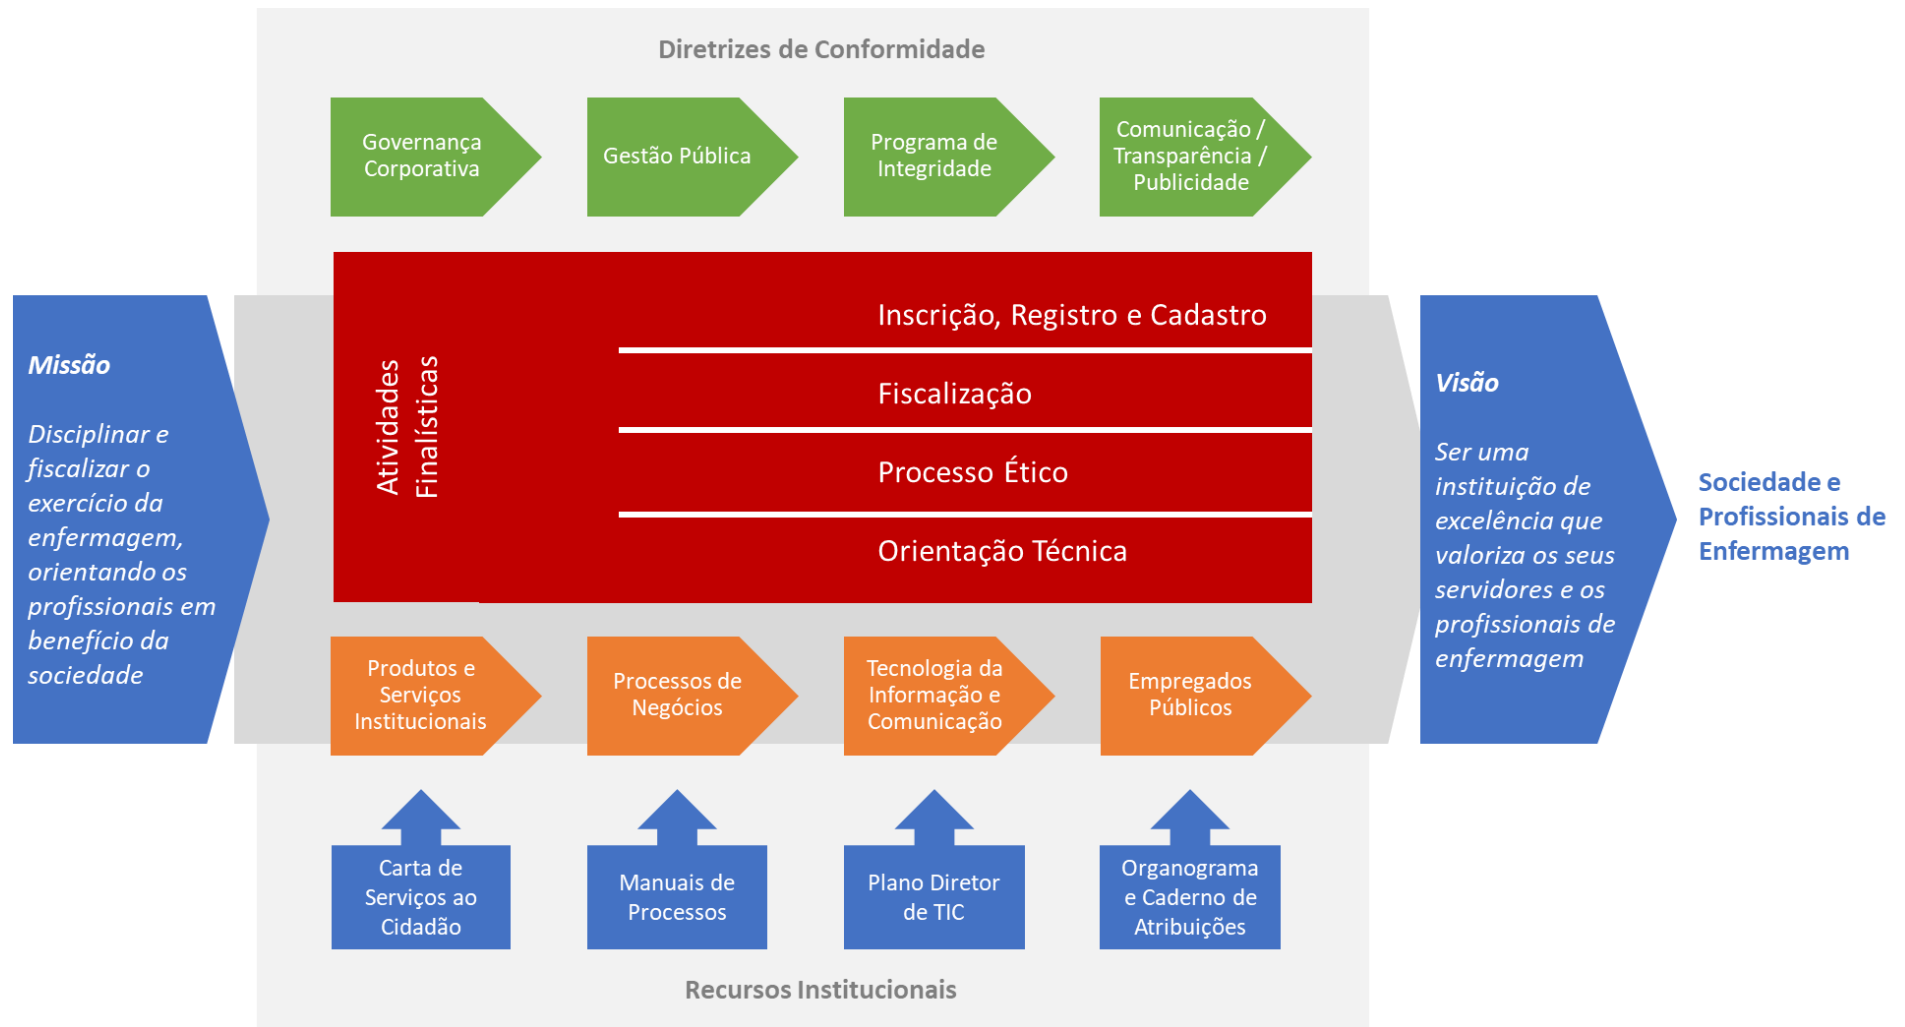 Diretrizes de Conformidade
Governança
Corporativa
Gestão Pública
Programa de
Integridade
Comunicação /
Transparência /
Publicidade
Missão
Disciplinar e
fiscalizar o
exercício da
enfermagem,
orientando os
profissionais em
benefício da
sociedade
Atividades
Finalísticas
Inscrição, Registro e Cadastro
Fiscalização
Processo Ético
Orientação Técnica
Visão
Ser uma
instituição de
excelência que
valoriza os seus
servidores e os
profissionais de
enfermagem
Sociedade e
Profissionais de
Enfermagem
Produtos e
Serviços
Institucionais
Processos de
Negócios
Tecnologia da
Informação e
Comunicação
Empregados
Públicos
Carta de
Serviços ao
Cidadão
Manuais de
Processos
Plano Diretor
de TIC
Organograma
e Caderno de
Atribuições
Recursos Institucionais